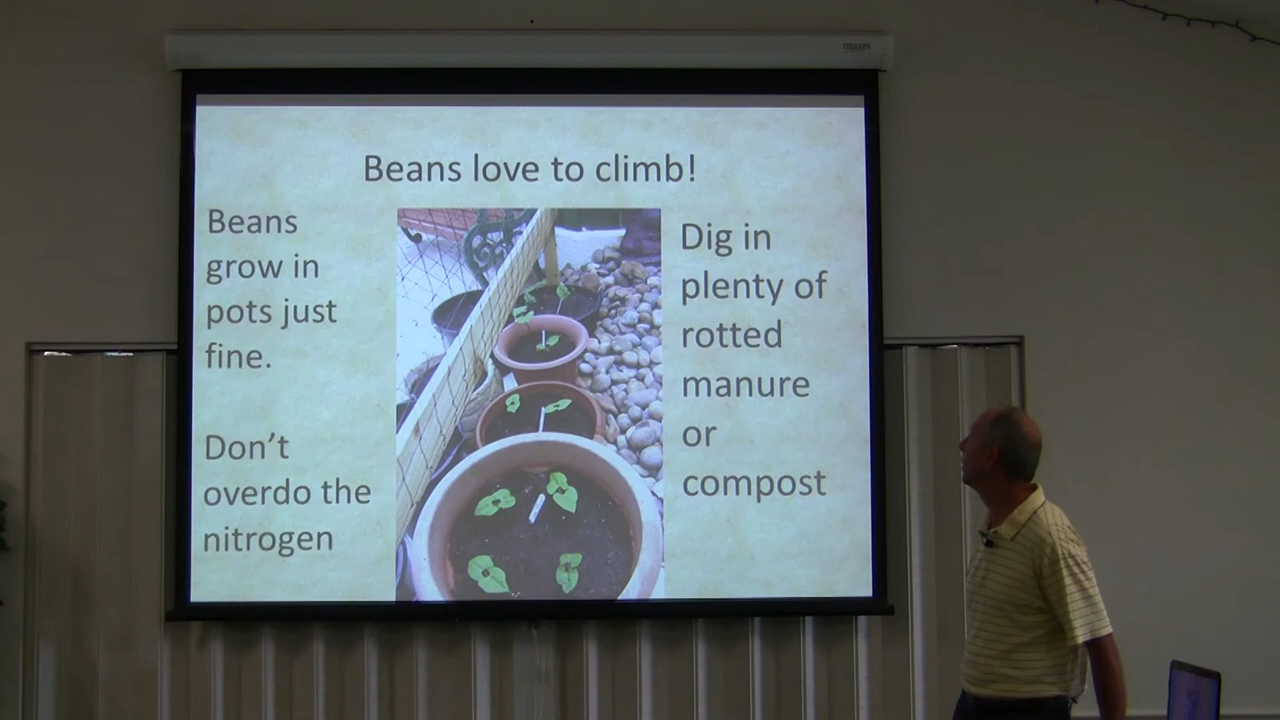 Beans love to climb!
Beans
grow in
pots just
fine.
Don't
overdo the
nitrogen
Dig in
plenty of
rotted
manure
or
compost